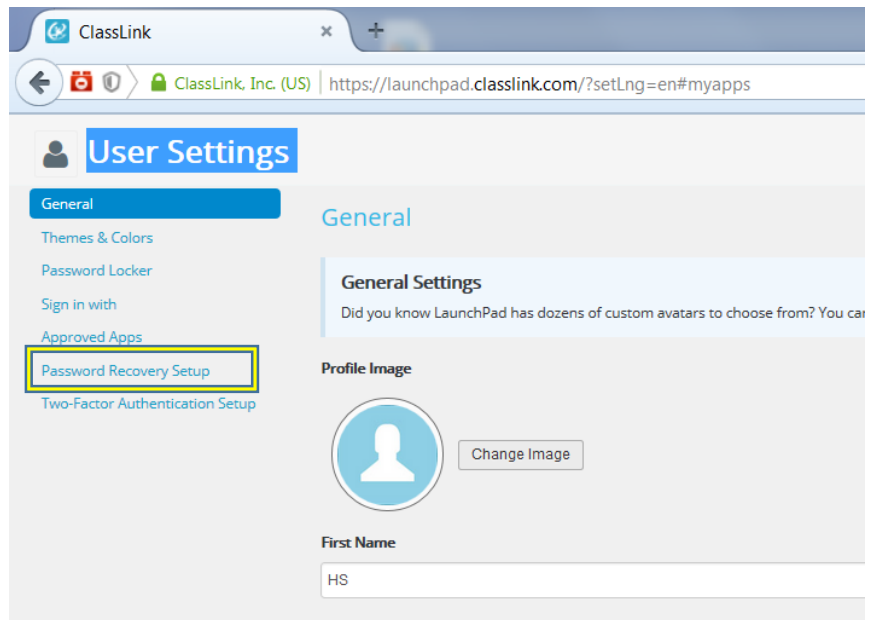 ClassLink
ClassLink, Inc. (US) https://launchpad.classlink.com/?setLng=en#myapps
User Settings
General
Themes & Colors
Password Locker
Sign in with
Approved Apps
Password Recovery Setup
Two-Factor Authentication Setup
General
General Settings
Did you know LaunchPad has dozens of custom avatars to choose from? You can
Profile Image
Change Image
First Name
HS